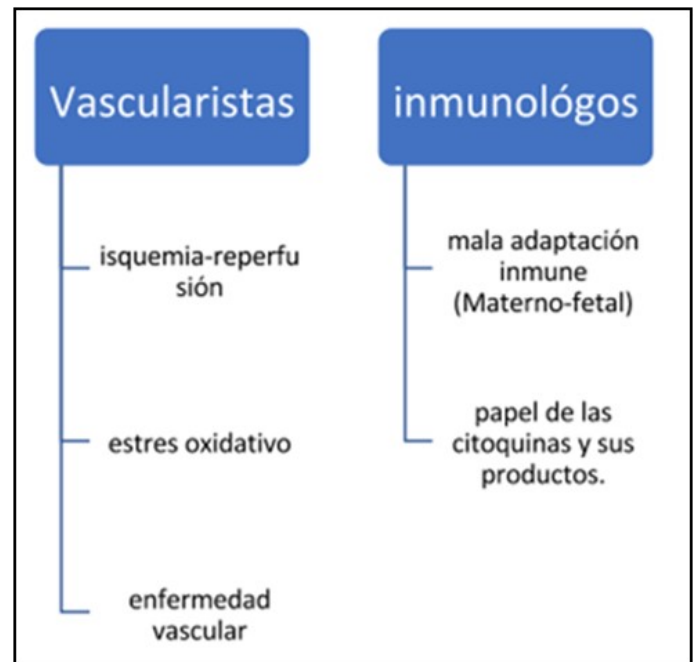 Vascularistas
isquemia-reperfu
sión
estres oxidativo
enfermedad
vascular
inmunológos
mala adaptación
inmune
(Materno-fetal)
papel de las
citoquinas y sus
productos.